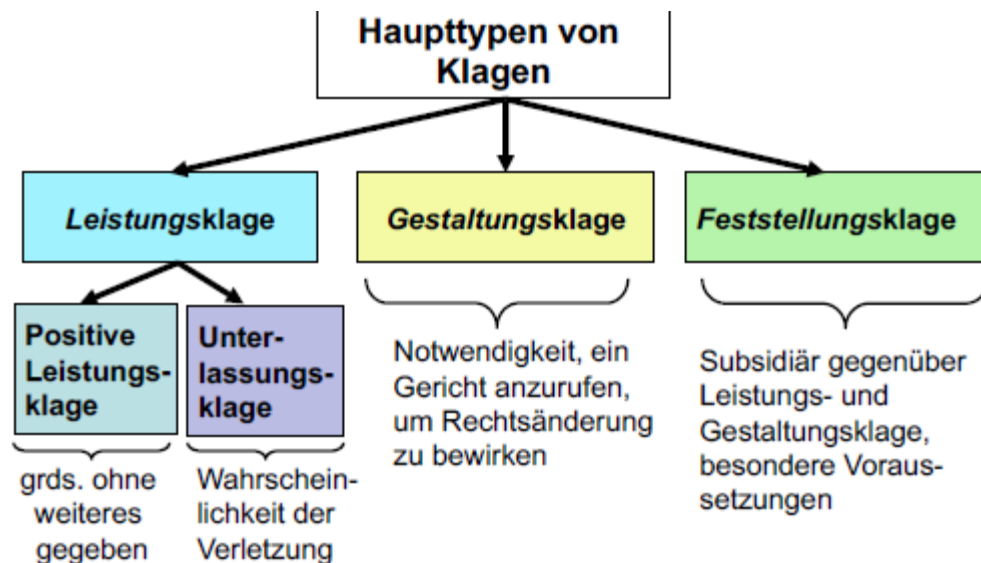 Haupttypen von
Klagen
Leistungsklage
Gestaltungsklage
Feststellungsklage
Positive
Leistungs-
klage
Unter-
lassungs-
klage
grds. ohne
weiteres
gegeben
Wahrschein-
lichkeit der
Verletzung
Notwendigkeit, ein
Gericht anzurufen,
um Rechtsänderung
zu bewirken
Subsidiär gegenüber
Leistungs- und
Gestaltungsklage,
besondere Voraus-
setzungen